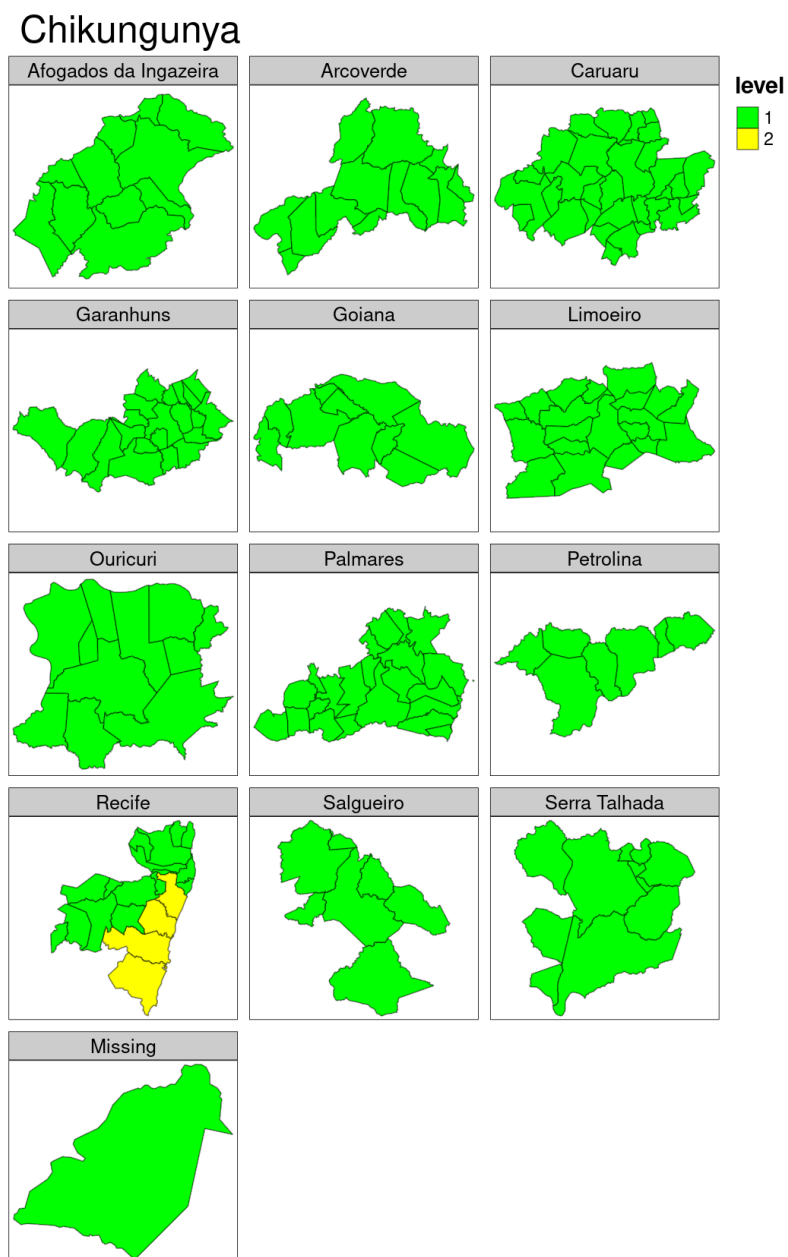 Chikungunya
Afogados da Ingazeira
Arcoverde
Caruaru
level
1
2
Garanhuns
Goiana
Limoeiro
Ouricuri
Palmares
Petrolina
Recife
Salgueiro
Serra Talhada
Missing